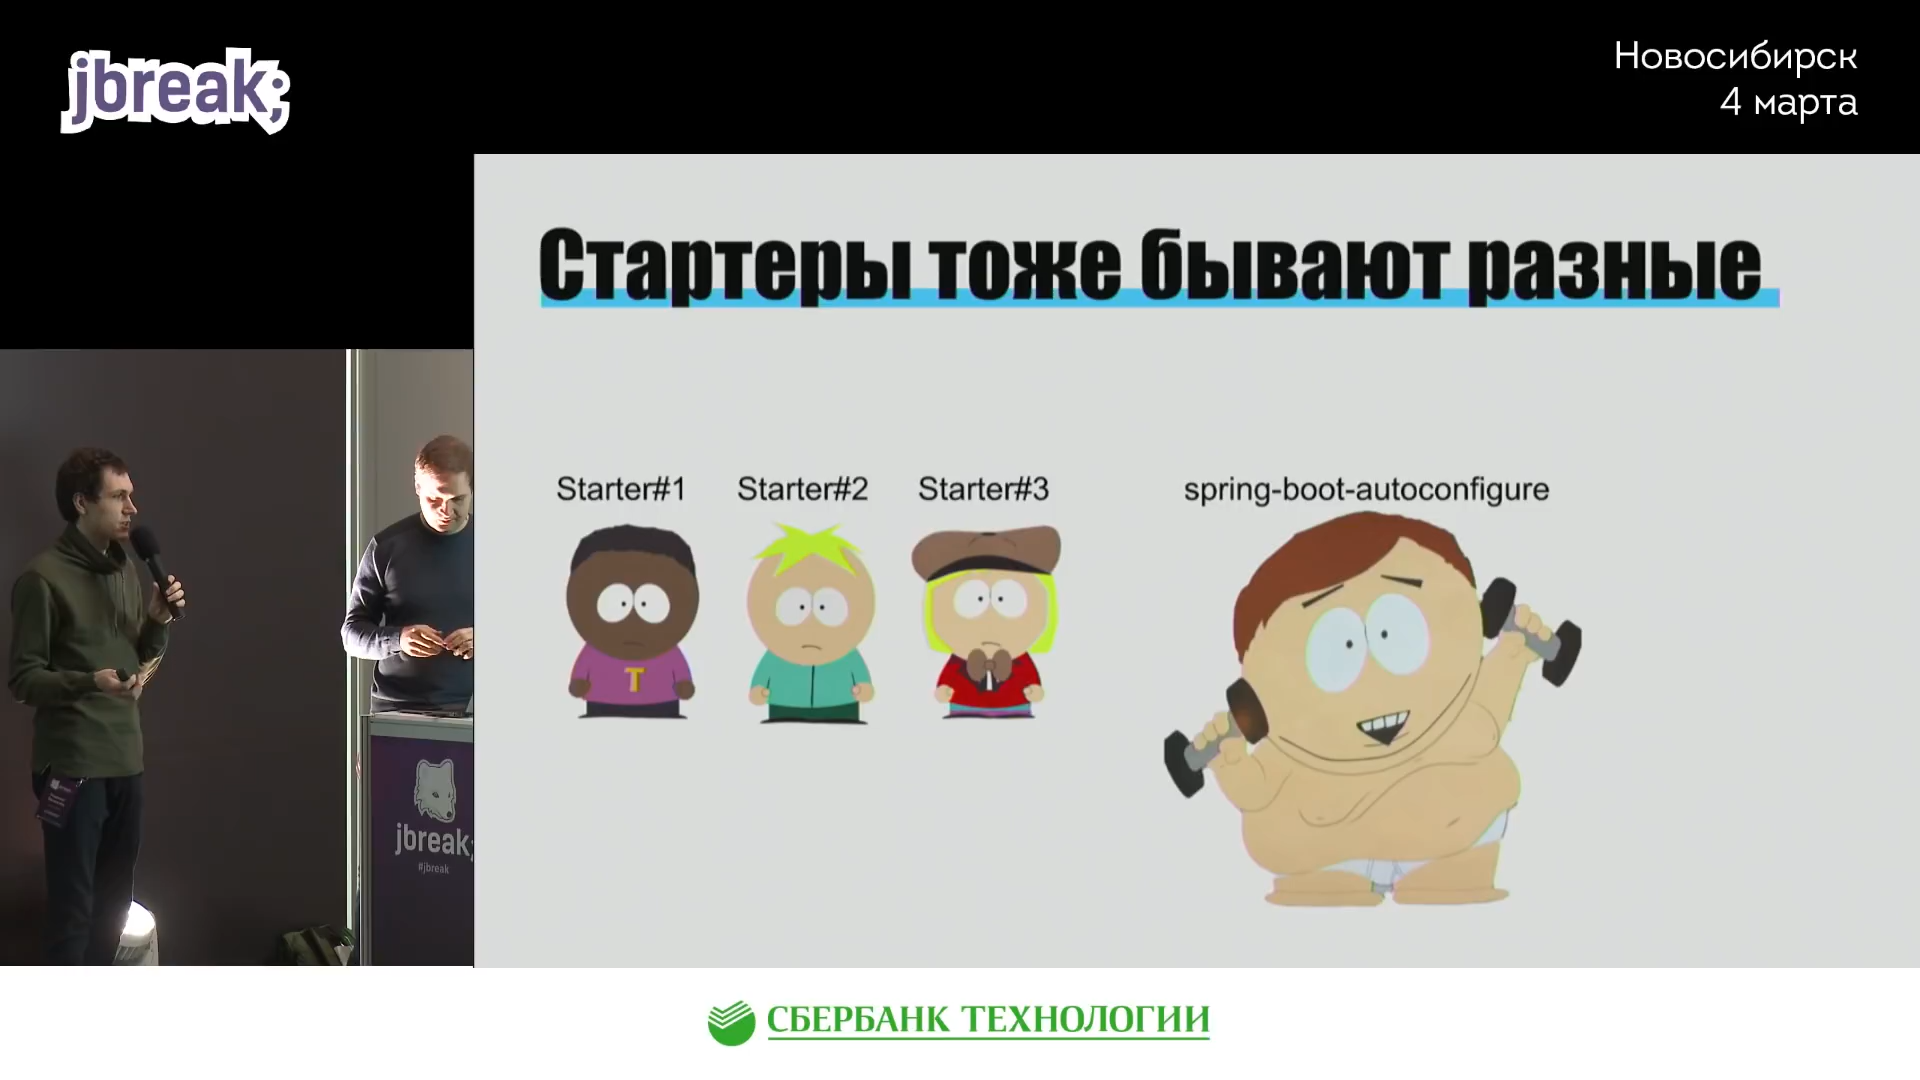 jbreak;
Новосибирск
4 марта
Стартеры тоже бывают разные
Starter#1
Starter#2
Starter#3
spring-boot-autoconfigure
T
jbreak;
#jbreak
СБЕРБАНК ТЕХНОЛОГИИ